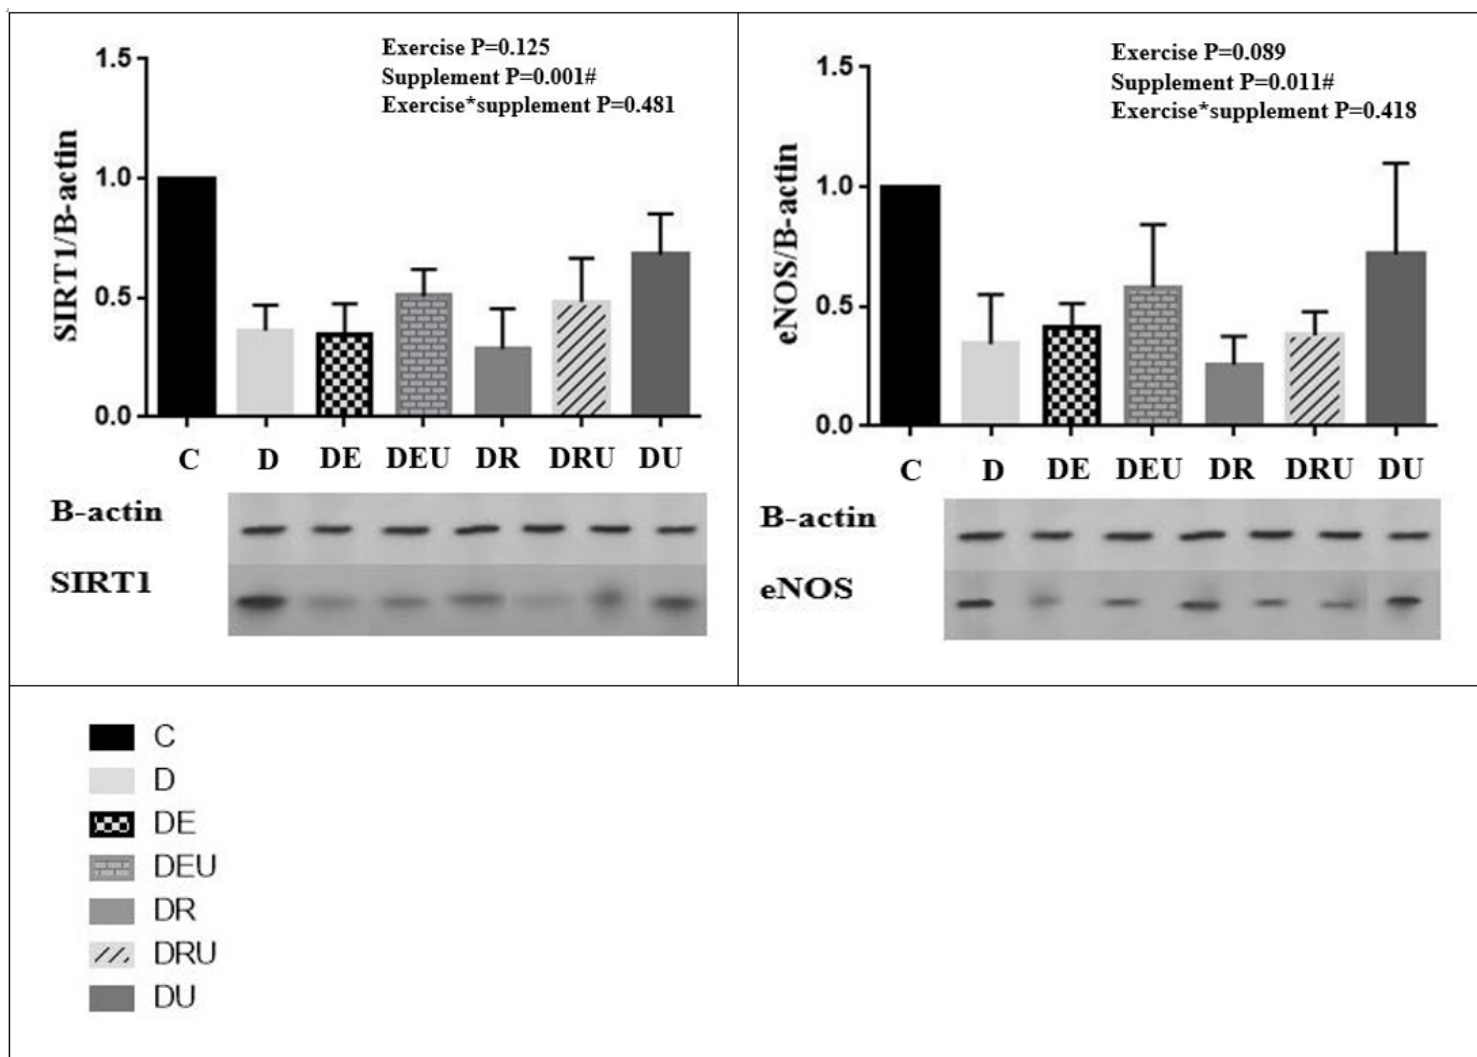 Exercise P=0.125
Supplement P=0.001#
Exercise*supplement P=0.481
SIRT1/B-actin
1.5
1.0
0.5
0.0
C D DE DEU DR DRU DU
B-actin
SIRT1
Exercise P=0.089
Supplement P=0.011#
Exercise*supplement P=0.418
eNOS/B-actin
1.5
1.0
0.5
0.0
C D DE DEU DR DRU DU
B-actin
eNOS
C
D
DE
DEU
DR
DRU
DU